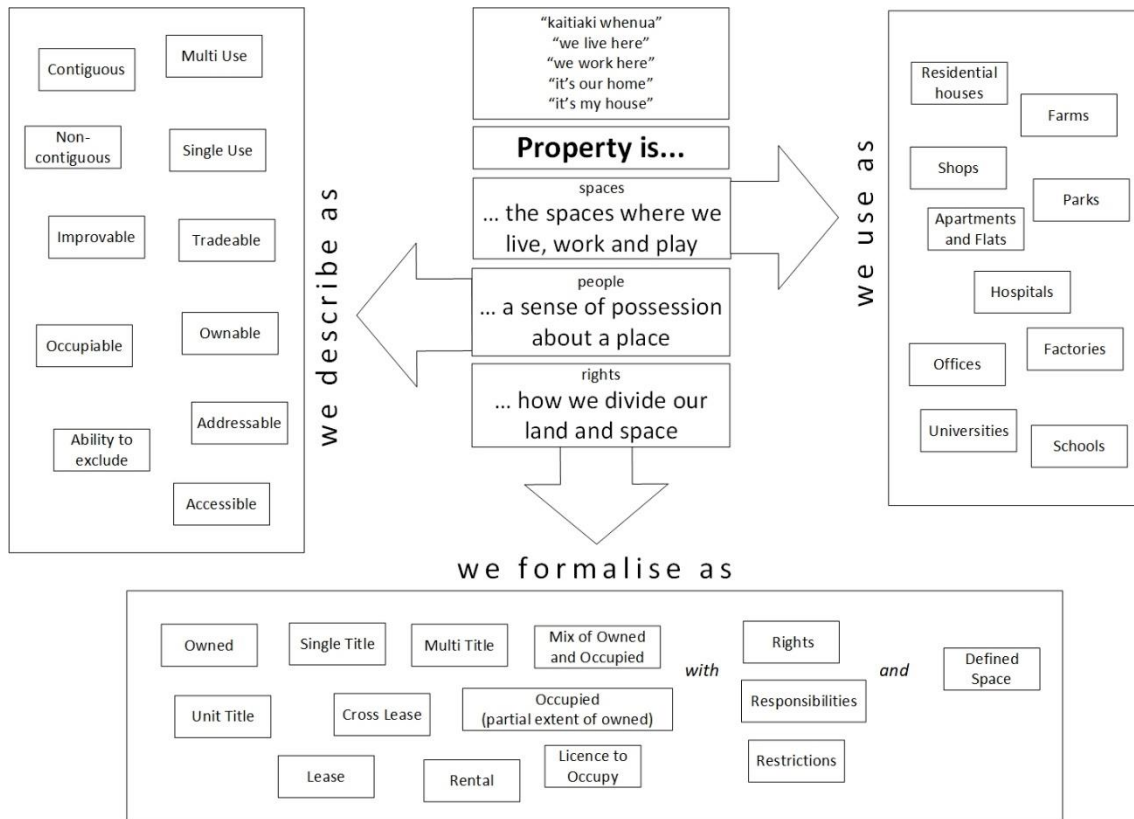 “kaitiaki whenua”
“we live here”
“we work here”
“it’s our home”
“it’s my house”
Property is...
spaces
... the spaces where we
live, work and play
people
... a sense of possession
about a place
rights
... how we divide our
land and space
we describe as
Contiguous
Multi Use
Non-
contiguous
Single Use
Improvable
Tradeable
Occupiable
Ownable
Addressable
Ability to
exclude
Accessible
we use as
Residential
houses
Farms
Shops
Parks
Apartments
and Flats
Hospitals
Factories
Offices
Universities
Schools
we formalise as
Owned
Single Title
Multi Title
Mix of Owned
and Occupied
Unit Title
Cross Lease
Occupied
(partial extent of owned)
Lease
Rental
Licence to
Occupy
with
Rights
Responsibilities
Restrictions
and
Defined
Space